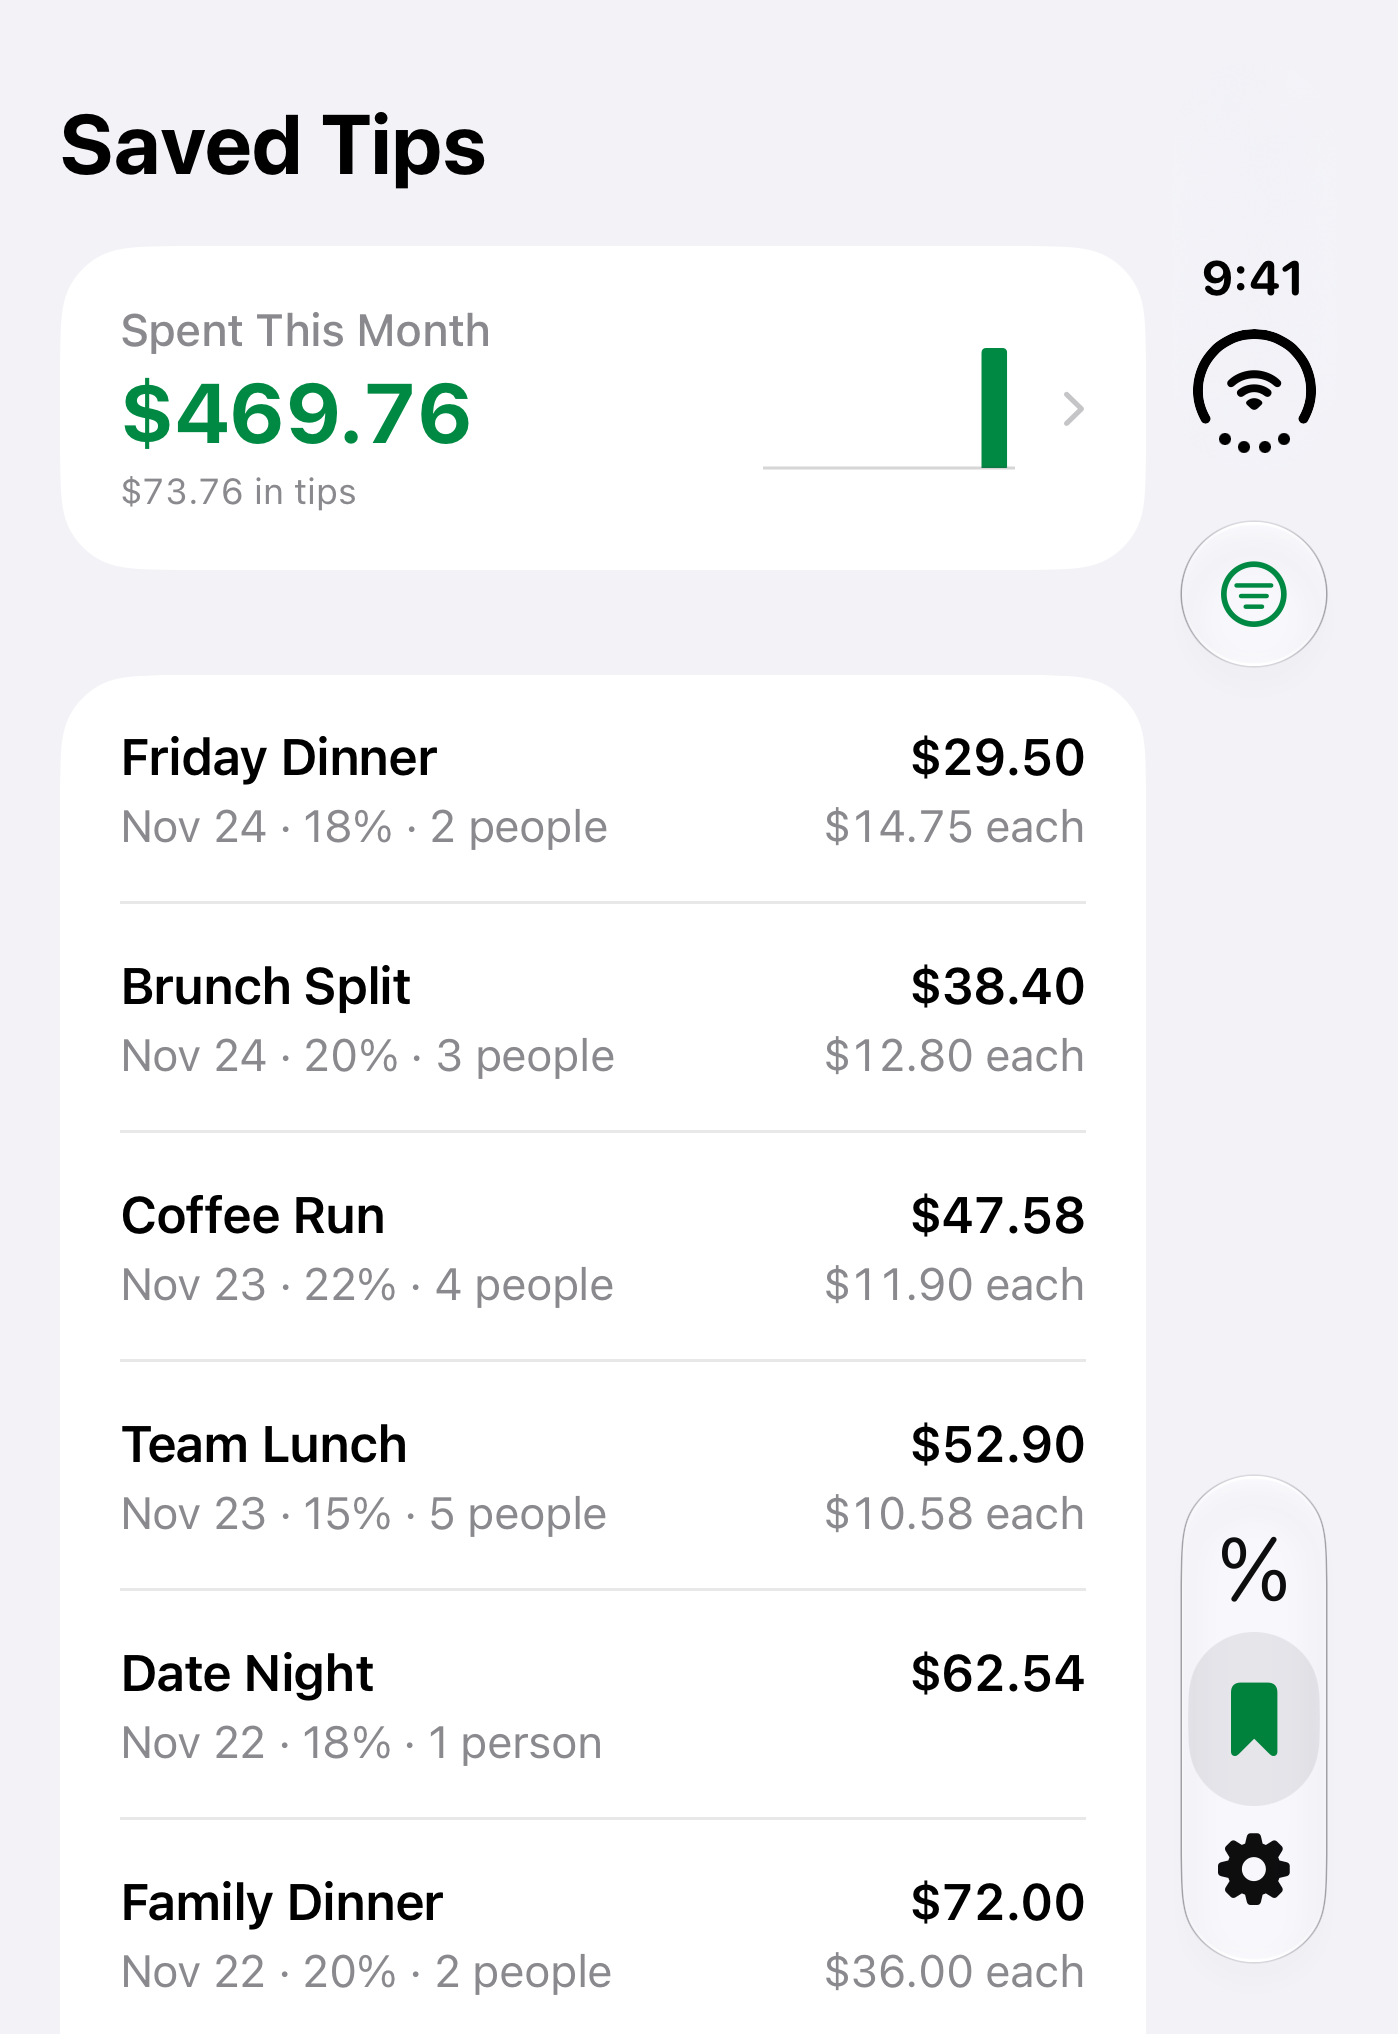 Saved Tips
9:41
Spent This Month
$469.76
$73.76 in tips
Friday Dinner
$29.50
Nov 24 · 18% · 2 people
$14.75 each
Brunch Split
$38.40
Nov 24 · 20% · 3 people
$12.80 each
Coffee Run
$47.58
Nov 23 · 22% · 4 people
$11.90 each
Team Lunch
$52.90
Nov 23 · 15% · 5 people
$10.58 each
Date Night
$62.54
Nov 22 · 18% · 1 person
Family Dinner
$72.00
Nov 22 · 20% · 2 people
$36.00 each
%